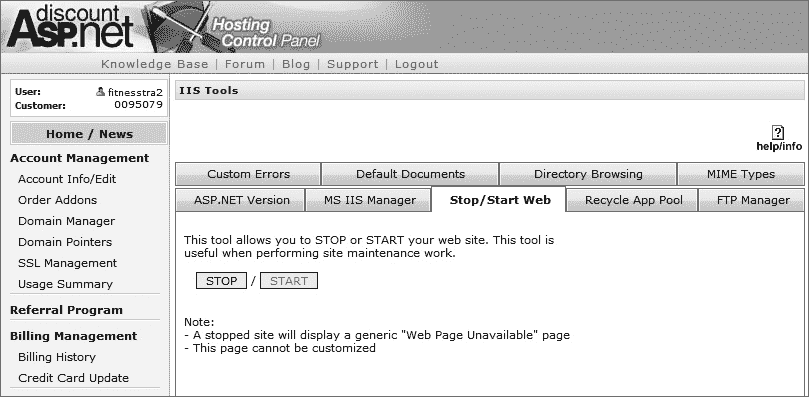 discount
ASP.net
Hosting
Control Panel
Knowledge Base | Forum | Blog | Support | Logout
User: fitnesstra2
Customer: 0095079
Home / News
Account Management
Account Info/Edit
Order Addons
Domain Manager
Domain Pointers
SSL Management
Usage Summary
Referral Program
Billing Management
Billing History
Credit Card Update
IIS Tools
help/info
Custom Errors
Default Documents
Directory Browsing
MIME Types
ASP.NET Version
MS IIS Manager
Stop/Start Web
Recycle App Pool
FTP Manager
This tool allows you to STOP or START your web site. This tool is
useful when performing site maintenance work.
STOP / START
Note:
- A stopped site will display a generic "Web Page Unavailable" page
- This page cannot be customized